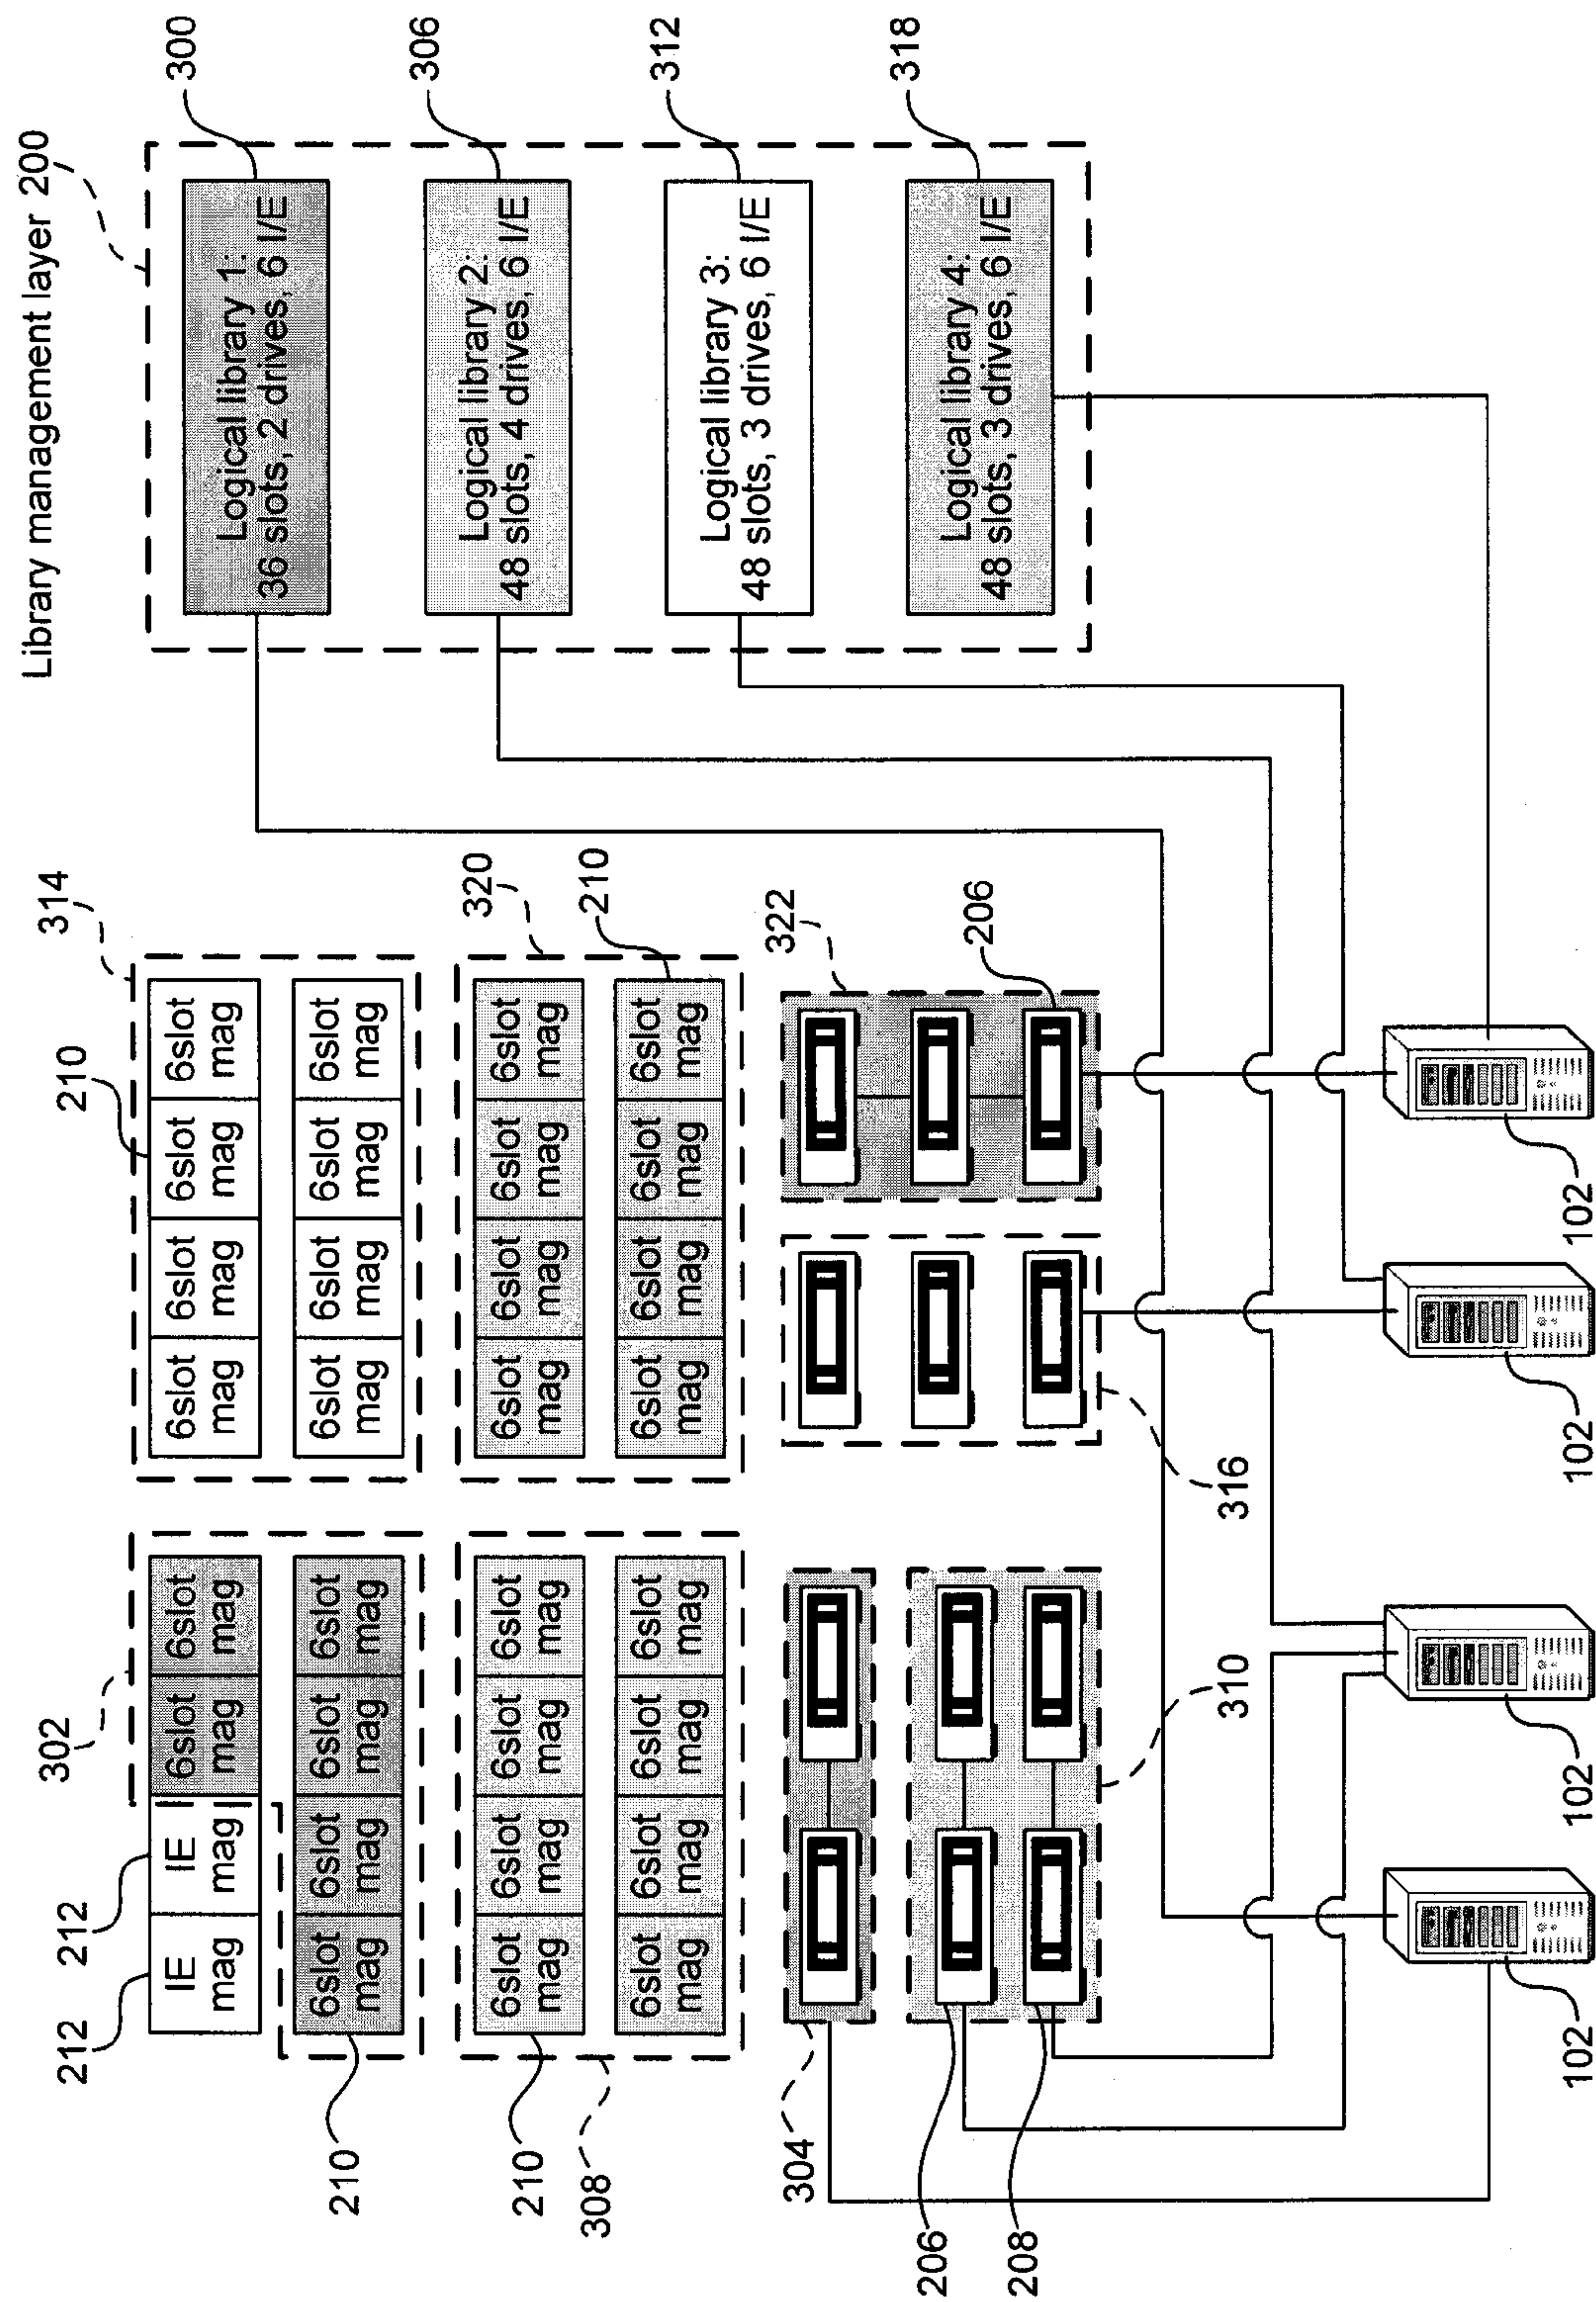 Library management layer 200
212
212
302
210
314
IE mag
IE mag
6slot mag
6slot mag
6slot mag
6slot mag
6slot mag
6slot mag
300
Logical library 1:
36 slots, 2 drives, 6 I/E
210
6slot mag
6slot mag
6slot mag
6slot mag
6slot mag
6slot mag
6slot mag
6slot mag
306
Logical library 2:
48 slots, 4 drives, 6 I/E
320
210
6slot mag
6slot mag
6slot mag
6slot mag
6slot mag
6slot mag
6slot mag
6slot mag
308
210
6slot mag
6slot mag
6slot mag
6slot mag
6slot mag
6slot mag
6slot mag
6slot mag
312
Logical library 3:
48 slots, 3 drives, 6 I/E
304
322
318
Logical library 4:
48 slots, 3 drives, 6 I/E
206
206
208
310
316
102
102
102
102